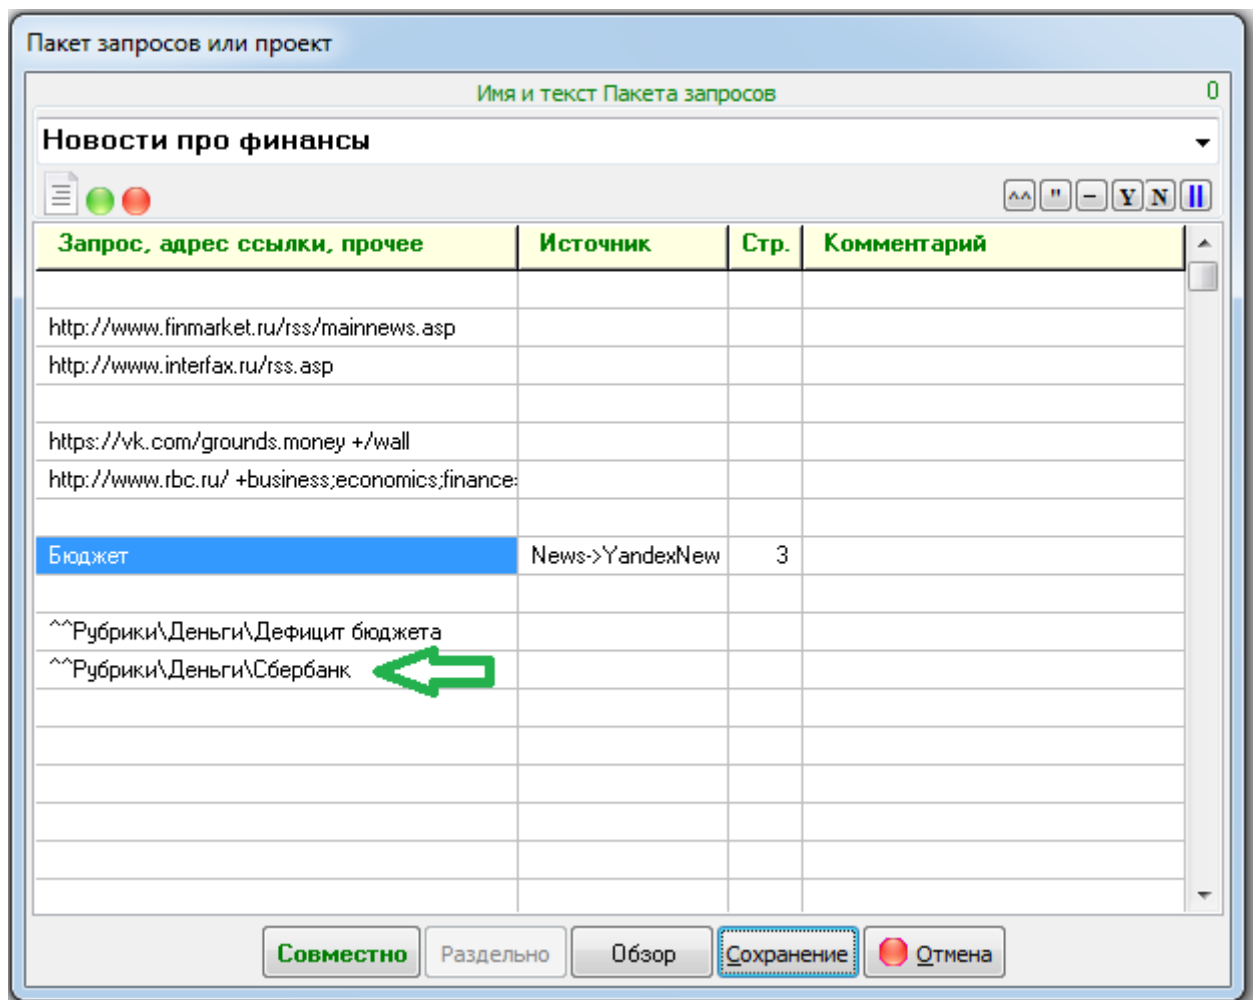 Пакет запросов или проект
Имя и текст Пакета запросов 0
Новости про финансы
^^ " - Y N
Запрос, адрес ссылки, прочее Источник Стр. Комментарий
http://www.finmarket.ru/rss/mainnews.asp
http://www.interfax.ru/rss.asp
https://vk.com/grounds.money +/wall
http://www.rbc.ru/ +business;economics;finance:
Бюджет News->YandexNew 3
^^Рубрики\Деньги\Дефицит бюджета
^^Рубрики\Деньги\Сбербанк
Совместно Раздельно Обзор Сохранение Отмена